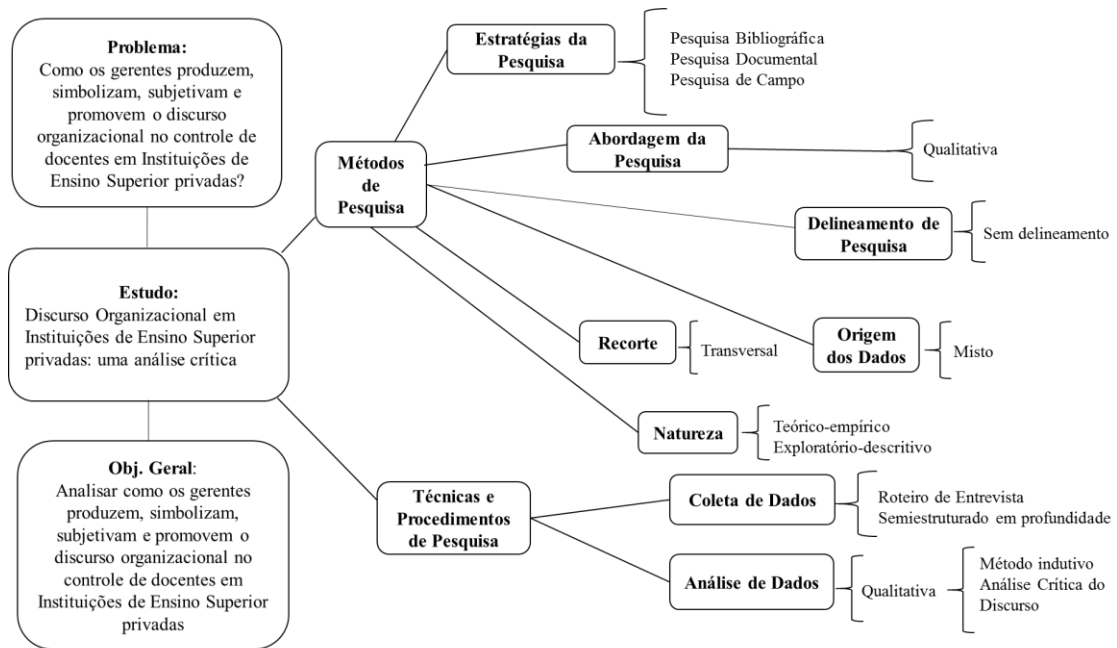 Problema:
Como os gerentes produzem,
simbolizam, subjetivam e
promovem o discurso
organizacional no controle de
docentes em Instituições de
Ensino Superior privadas?
Estudo:
Discurso Organizacional em
Instituições de Ensino Superior
privadas: uma análise crítica
Obj. Geral:
Analisar como os gerentes
produzem, simbolizam,
subjetivam e promovem o
discurso organizacional no
controle de docentes em
Instituições de Ensino Superior
privadas
Métodos
de
Pesquisa
Estratégias da
Pesquisa
Pesquisa Bibliográfica
Pesquisa Documental
Pesquisa de Campo
Abordagem da
Pesquisa
Qualitativa
Delineamento de
Pesquisa
Sem delineamento
Origem
dos Dados
Misto
Recorte
Transversal
Natureza
Teórico-empírico
Exploratório-descritivo
Técnicas e
Procedimentos
de Pesquisa
Coleta de Dados
Roteiro de Entrevista
Semiestruturado em profundidade
Análise de Dados
Qualitativa
Método indutivo
Análise Crítica do
Discurso